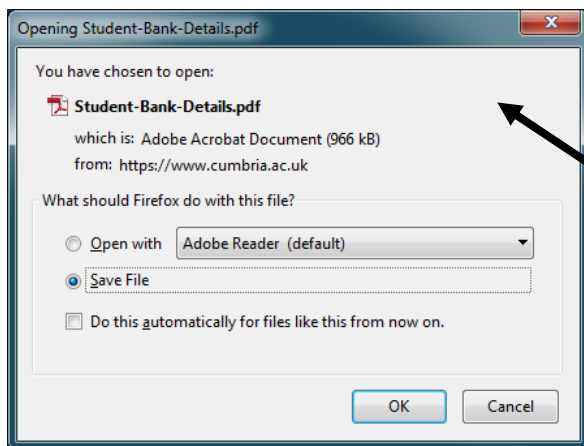 Opening Student-Bank-Details.pdf
You have chosen to open:
Student-Bank-Details.pdf
which is: Adobe Acrobat Document (966 kB)
from: https://www.cumbria.ac.uk
What should Firefox do with this file?
Open with Adobe Reader (default)
Save File
Do this automatically for files like this from now on.
OK Cancel